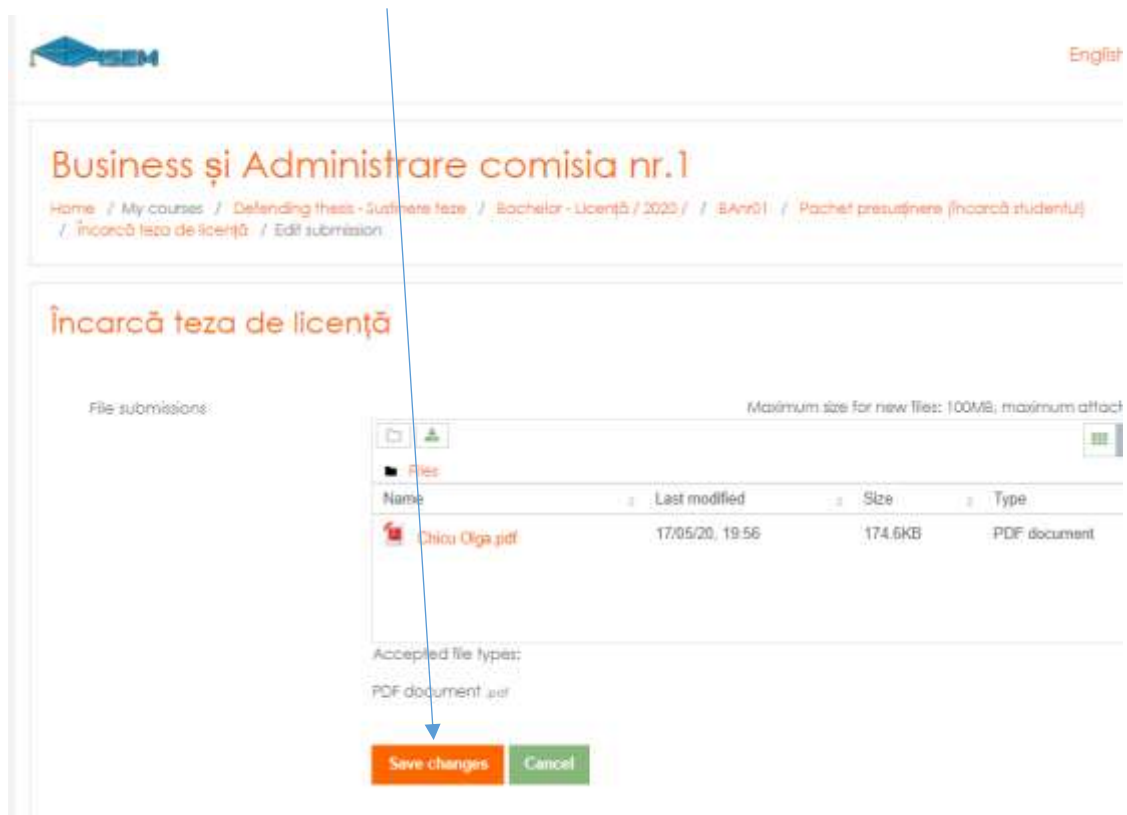 ASEM
English
Business și Administrare comisia nr.1
Home / My courses / Defending thess - Sustinere teze / Bachelor - Licență / 2020 / / BAnr01 / Pachet presusținere (încarcă studentul)
/ Încarcă teza de licență / Edit submission
Încarcă teza de licență
File submissions
Maximum size for new files: 100MB, maximum attach
Files
Name Last modified Size Type
Chicu Olga.pdf 17/05/20, 19:56 174.6KB PDF document
Accepted file types:
PDF document .pdf
Save changes Cancel